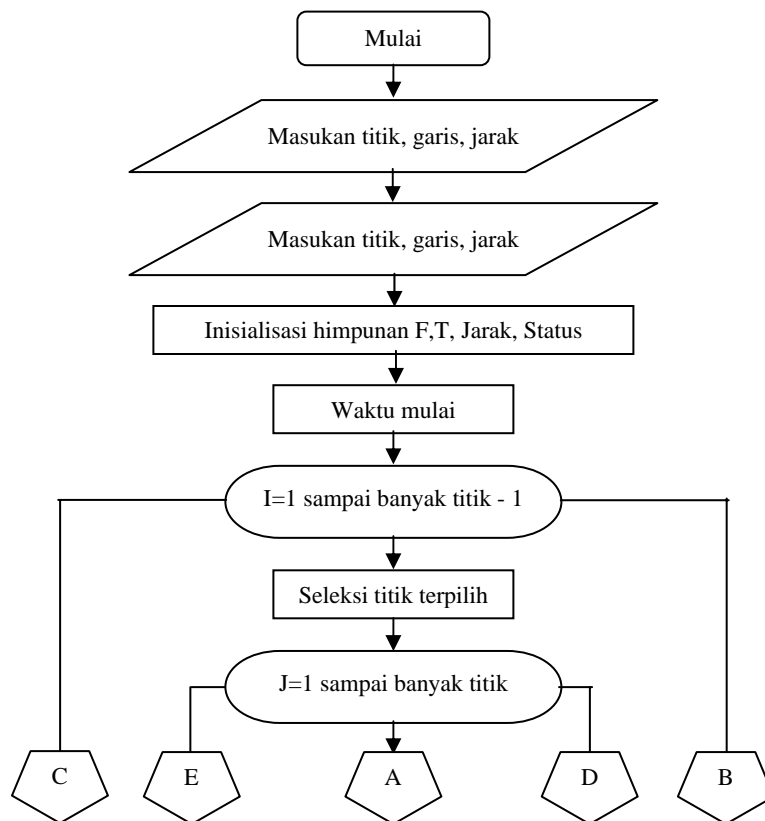 Mulai
Masukan titik, garis, jarak
Masukan titik, garis, jarak
Inisialisasi himpunan F,T, Jarak, Status
Waktu mulai
I=1 sampai banyak titik - 1
Seleksi titik terpilih
J=1 sampai banyak titik
C
E
A
D
B